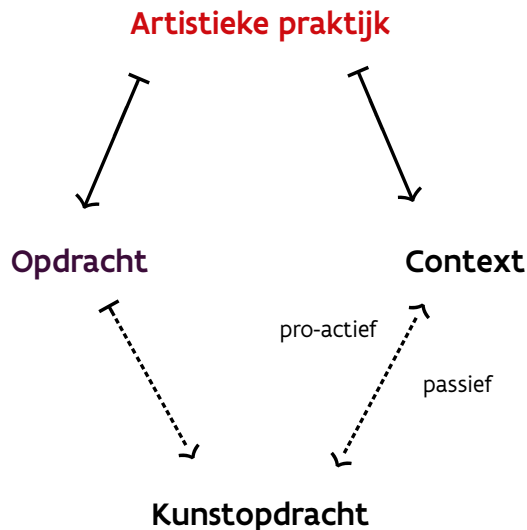 Artistieke praktijk
Opdracht
Context
pro-actief
passief
Kunstopdracht